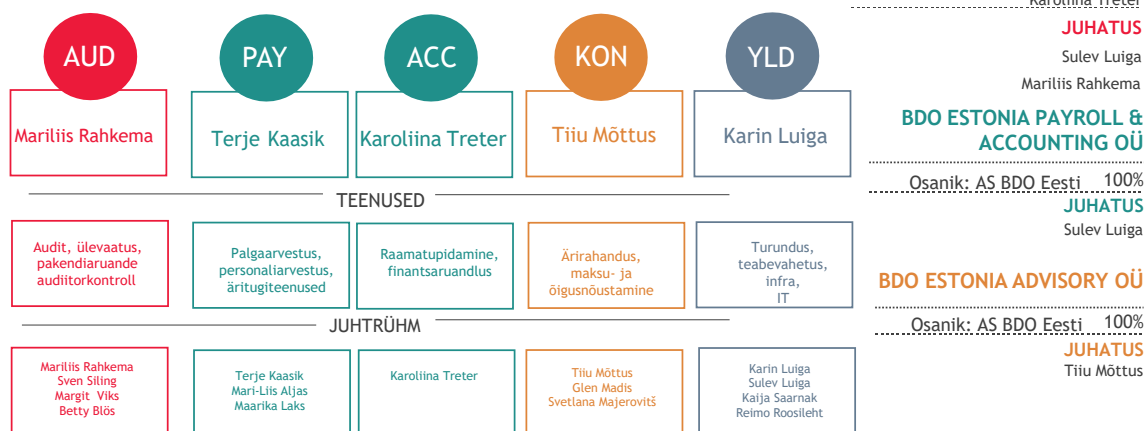 AUD
PAY
ACC
KON
YLD
Mariliis Rahkema
Terje Kaasik
Karoliina Treter
Tiiu Mõttus
Karin Luiga
TEENUSED
Audit, ülevaatus,
pakendiaruande
audiitorkontroll
Palgaarvestus,
personaliarvestus,
äritugiteenused
Raamatupidamine,
finantsaruandlus
Ärirahandus,
maksu- ja
õigusnõustamine
Turundus,
teabevahetus,
infra,
IT
JUHTRÜHM
Mariliis Rahkema
Sven Siling
Margit Viks
Betty Blös
Terje Kaasik
Mari-Liis Aljas
Maarika Laks
Karoliina Treter
Tiiu Mõttus
Glen Madis
Svetlana Majerovitš
Karin Luiga
Sulev Luiga
Kaija Saarnak
Reimo Roosileht
Karoliina Treter
JUHATUS
Sulev Luiga
Mariliis Rahkema
BDO ESTONIA PAYROLL &
ACCOUNTING OÜ
Osanik: AS BDO Eesti 100%
JUHATUS
Sulev Luiga
BDO ESTONIA ADVISORY OÜ
Osanik: AS BDO Eesti 100%
JUHATUS
Tiiu Mõttus